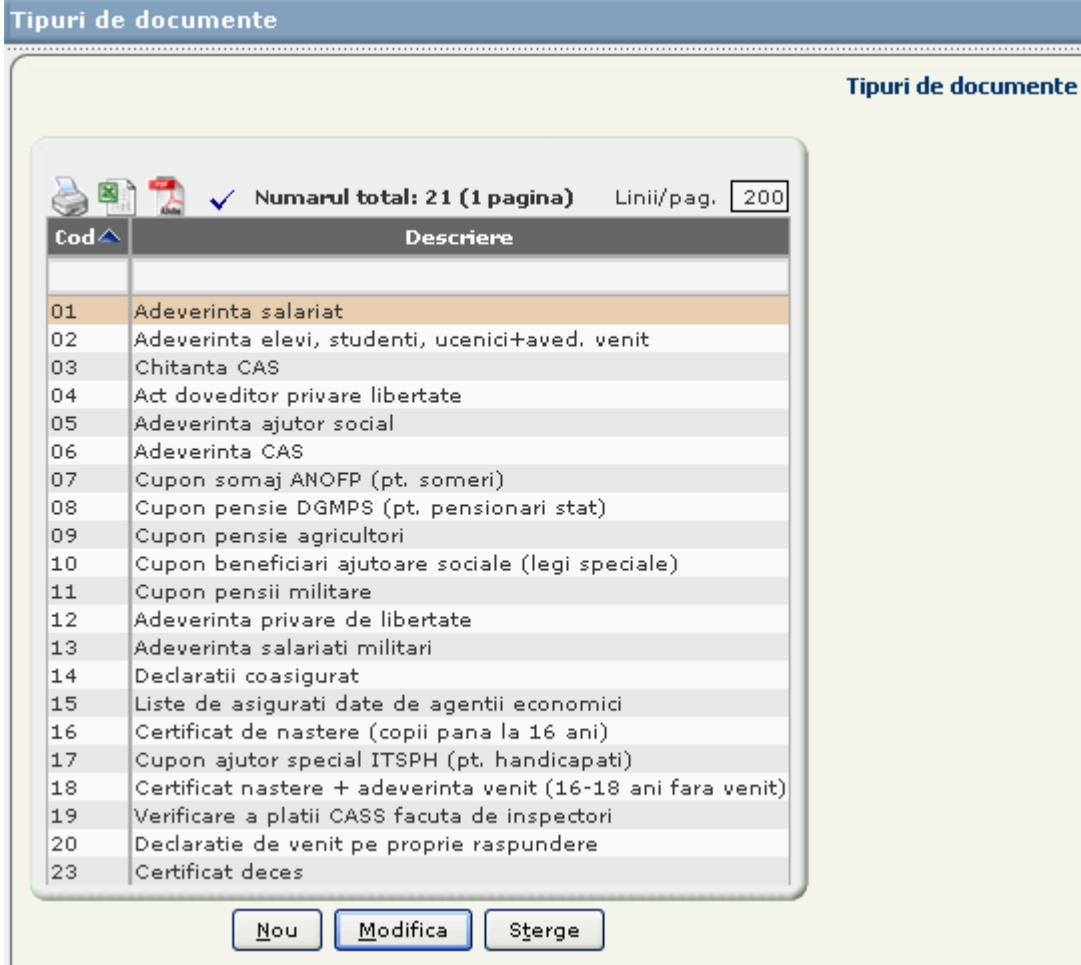 Tipuri de documente
Tipuri de documente
Numarul total: 21 (1 pagina) Linii/pag. 200
Cod Descriere
01 Adeverinta salariat
02 Adeverinta elevi, studenti, ucenici+aved. venit
03 Chitanta CAS
04 Act doveditor privare libertate
05 Adeverinta ajutor social
06 Adeverinta CAS
07 Cupon somaj ANOFP (pt. someri)
08 Cupon pensie DGMPS (pt. pensionari stat)
09 Cupon pensie agricultori
10 Cupon beneficiari ajutoare sociale (legi speciale)
11 Cupon pensii militare
12 Adeverinta privare de libertate
13 Adeverinta salariati militari
14 Declaratii coasigurat
15 Liste de asigurati date de agentii economici
16 Certificat de nastere (copii pana la 16 ani)
17 Cupon ajutor special ITSPH (pt. handicapati)
18 Certificat nastere + adeverinta venit (16-18 ani fara venit)
19 Verificare a platii CASS facuta de inspectori
20 Declaratie de venit pe proprie raspundere
23 Certificat deces
Nou Modifica Sterge